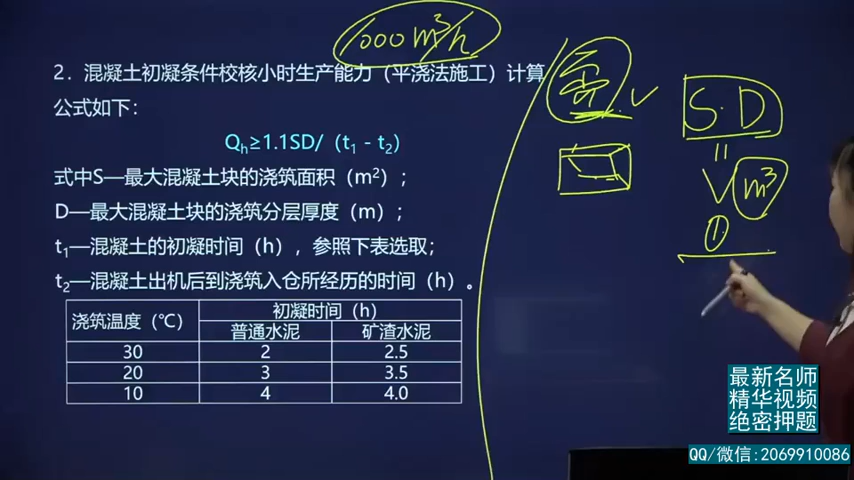 1000m³/h
2．混凝土初凝条件校核小时生产能力（平浇法施工）计算
公式如下：
Qh≥1.1SD/（t1 - t2）
式中S—最大混凝土块的浇筑面积（m²）；
D—最大混凝土块的浇筑分层厚度（m）；
t1—混凝土的初凝时间（h），参照下表选取；
t2—混凝土出机后到浇筑入仓所经历的时间（h）。
浇筑温度（℃） 初凝时间（h）
普通水泥 矿渣水泥
30 2 2.5
20 3 3.5
10 4 4.0
V
S·D
=
V m³
①
最新名师
精华视频
绝密押题
QQ/微信:2069910086